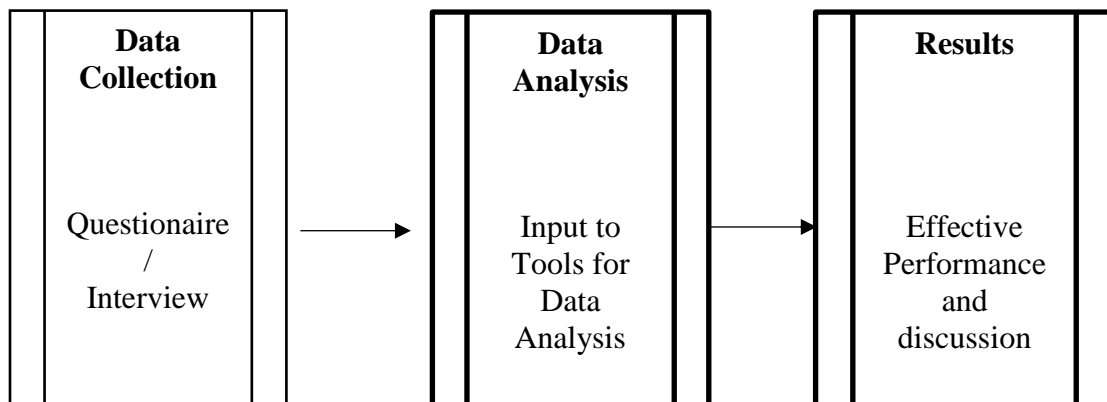 Data
Collection
Questionaire
/
Interview
Data
Analysis
Input to
Tools for
Data
Analysis
Results
Effective
Performance
and
discussion